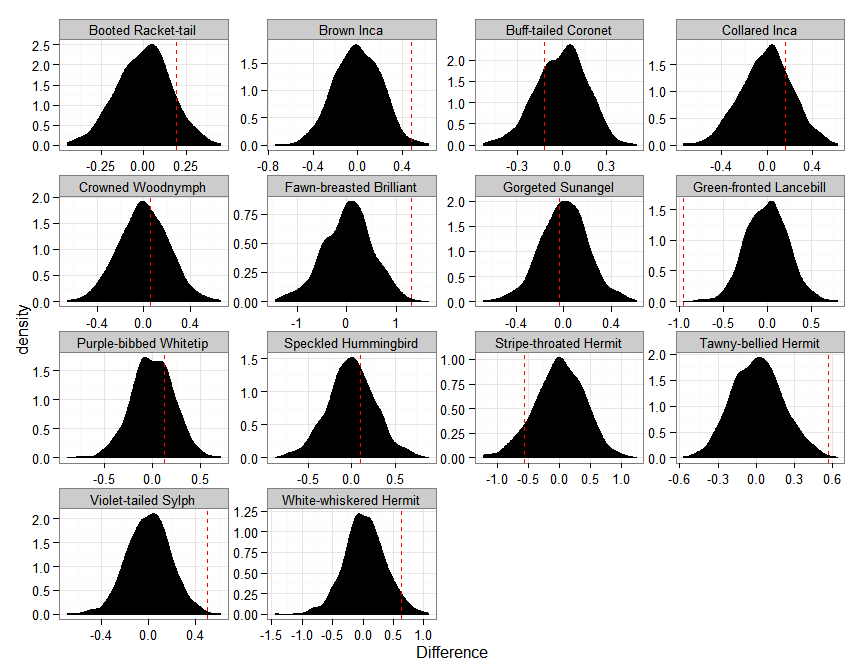 Booted Racket-tail Brown Inca Buff-tailed Coronet Collared Inca
2.5 2.0 1.5 1.0 0.5 0.0
1.5 1.0 0.5 0.0
2.0 1.5 1.0 0.5 0.0
1.5 1.0 0.5 0.0
-0.25 0.00 0.25
-0.8 -0.4 0.0 0.4
-0.3 0.0 0.3
-0.4 0.0 0.4
Crowned Woodnymph Fawn-breasted Brilliant Gorgeted Sunangel Green-fronted Lancebill
2.0 1.5 1.0 0.5 0.0
0.75 0.50 0.25 0.00
2.0 1.5 1.0 0.5 0.0
1.5 1.0 0.5 0.0
-0.4 0.0 0.4
-1 0 1
-0.4 0.0 0.4
-1.0 -0.5 0.0 0.5
density
Purple-bibbed Whitetip Speckled Hummingbird Stripe-throated Hermit Tawny-bellied Hermit
1.5 1.0 0.5 0.0
1.5 1.0 0.5 0.0
1.00 0.75 0.50 0.25 0.00
2.0 1.5 1.0 0.5 0.0
-0.5 0.0 0.5
-0.5 0.0 0.5
-1.0 -0.5 0.0 0.5 1.0
-0.6 -0.3 0.0 0.3 0.6
Violet-tailed Sylph White-whiskered Hermit
2.0 1.5 1.0 0.5 0.0
1.25 1.00 0.75 0.50 0.25 0.00
-0.4 0.0 0.4
-1.5 -1.0 -0.5 0.0 0.5 1.0
Difference